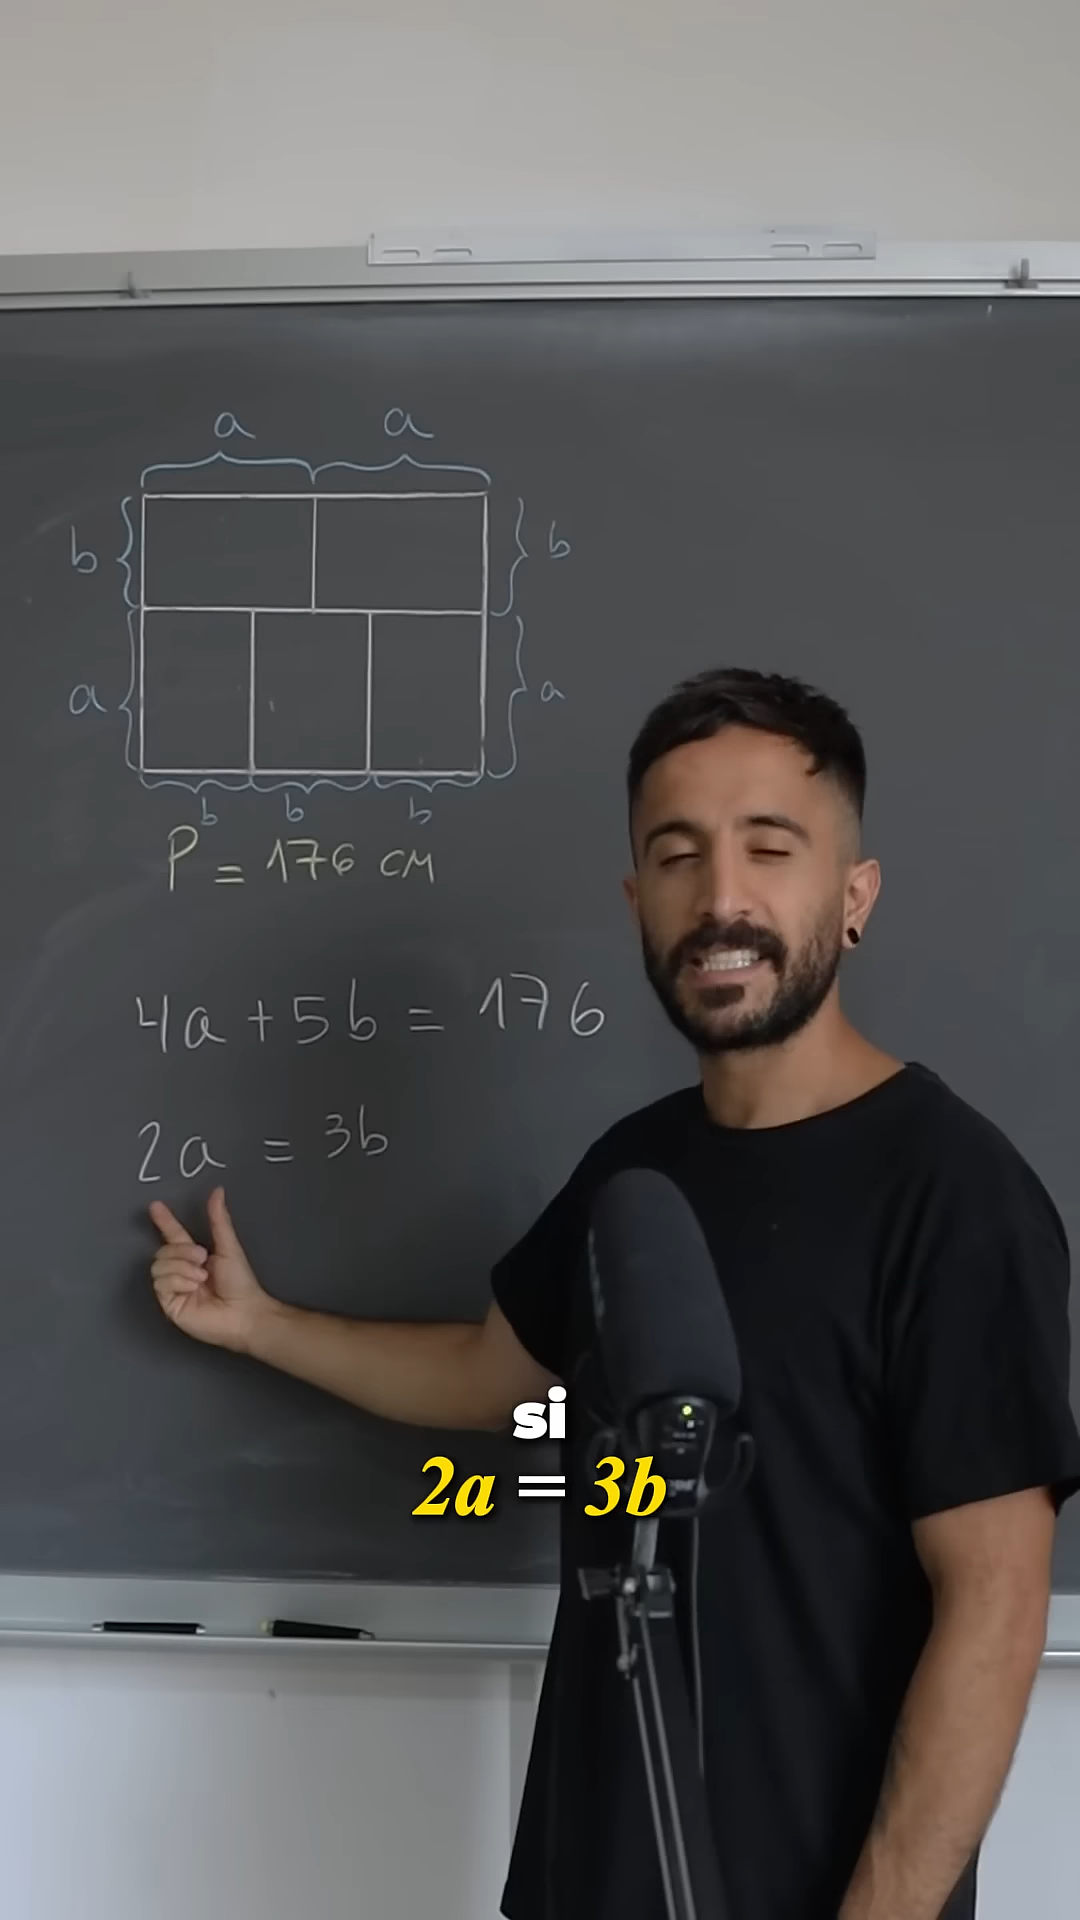 a a
b b
a a
b b b
P = 176 cm
4a + 5b = 176
2a = 3b
si
2a = 3b